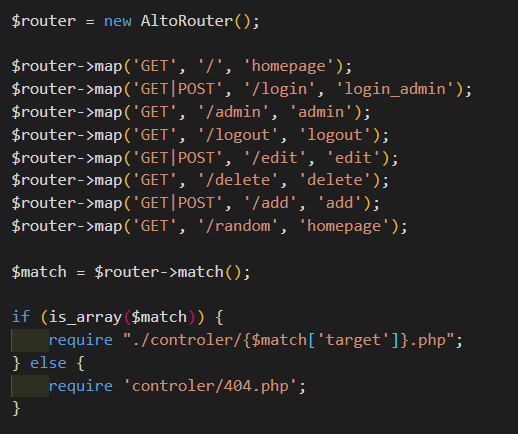 $router = new AltoRouter();
$router->map('GET', '/', 'homepage');
$router->map('GET|POST', '/login', 'login_admin');
$router->map('GET', '/admin', 'admin');
$router->map('GET', '/logout', 'logout');
$router->map('GET|POST', '/edit', 'edit');
$router->map('GET', '/delete', 'delete');
$router->map('GET|POST', '/add', 'add');
$router->map('GET', '/random', 'homepage');
$match = $router->match();
if (is_array($match)) {
    require "./controler/{$match['target']}.php";
} else {
    require 'controler/404.php';
}